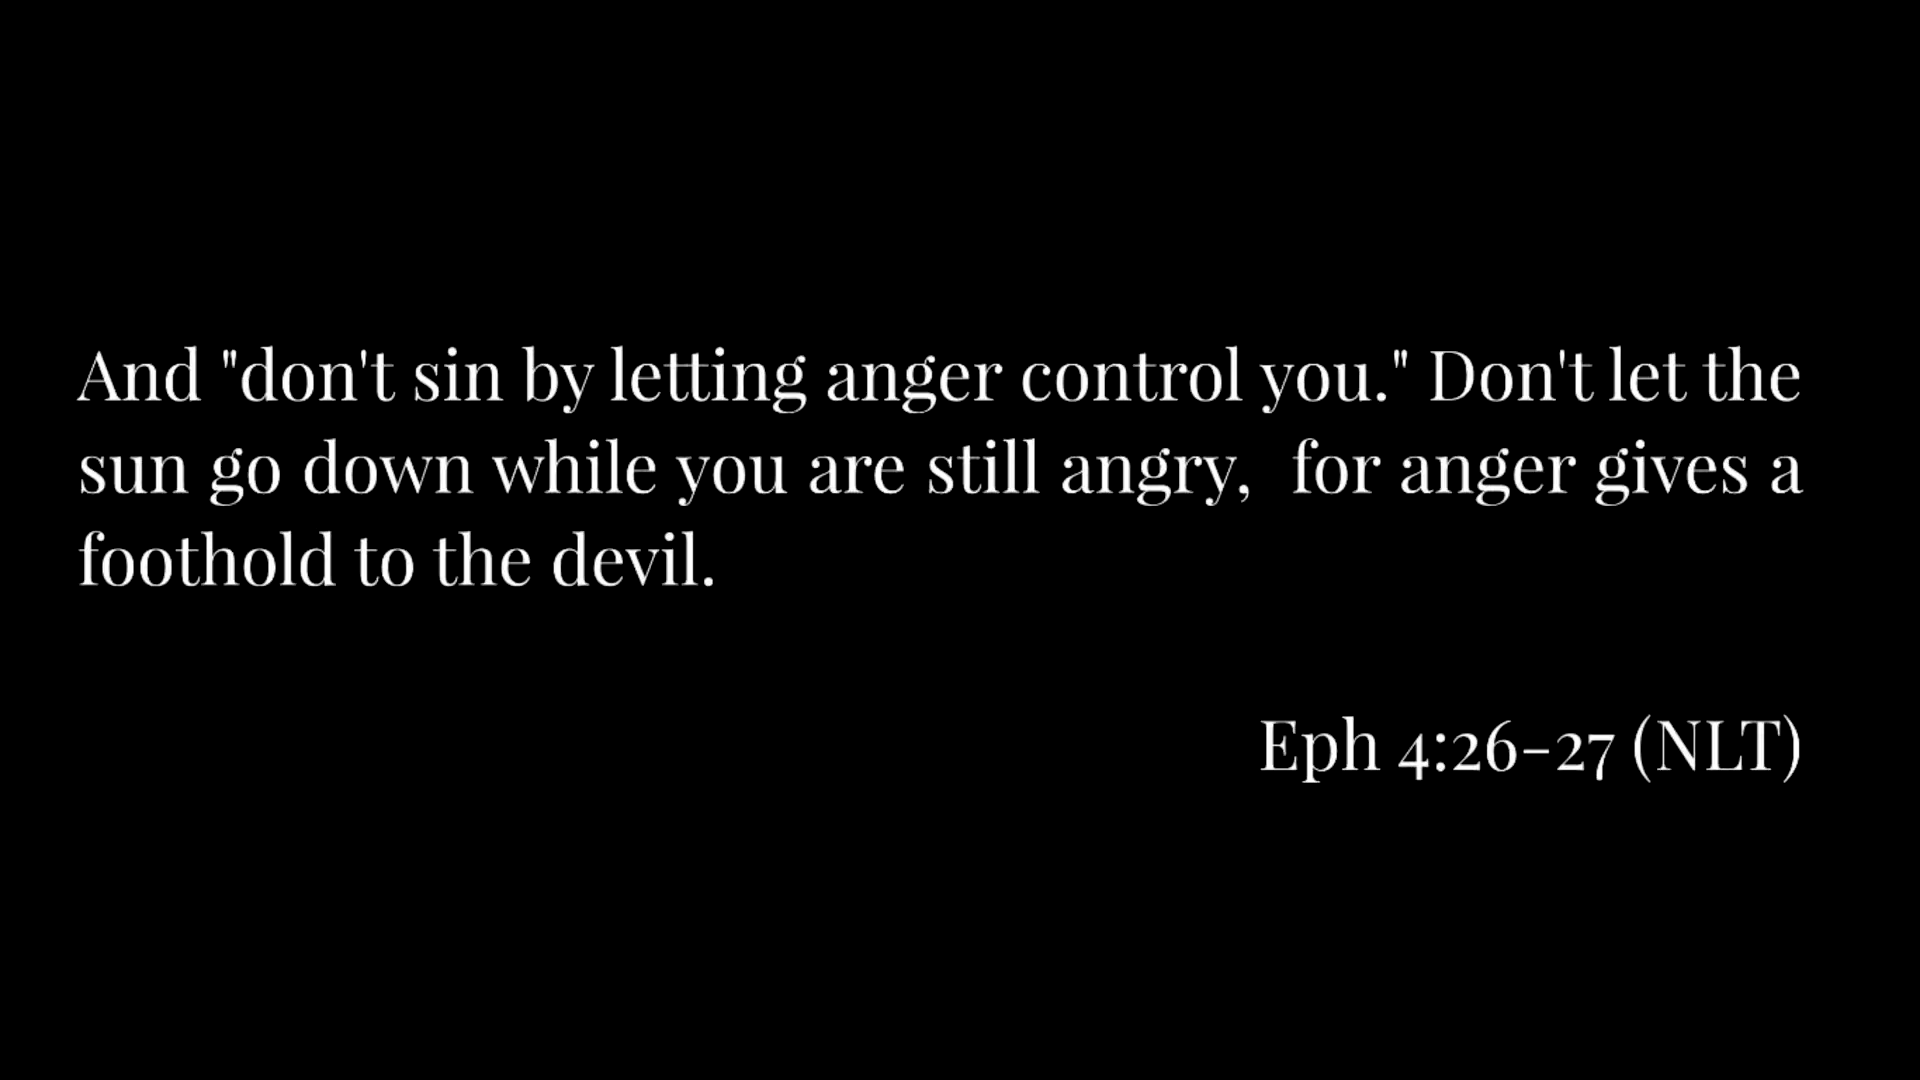 And "don't sin by letting anger control you." Don't let the
sun go down while you are still angry,  for anger gives a
foothold to the devil.
Eph 4:26-27 (NLT)